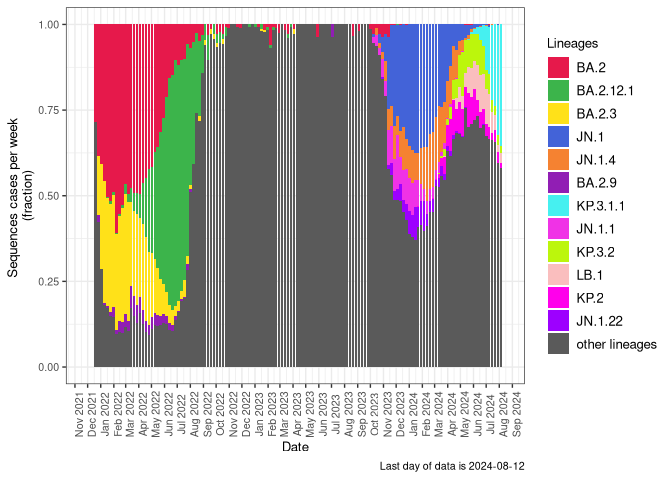 1.00
0.75
0.50
0.25
0.00
Sequences cases per week
(fraction)
Nov 2021
Dec 2021
Jan 2022
Feb 2022
Mar 2022
Apr 2022
May 2022
Jun 2022
Jul 2022
Aug 2022
Sep 2022
Oct 2022
Nov 2022
Dec 2022
Jan 2023
Feb 2023
Mar 2023
Apr 2023
May 2023
Jun 2023
Jul 2023
Aug 2023
Sep 2023
Oct 2023
Nov 2023
Dec 2023
Jan 2024
Feb 2024
Mar 2024
Apr 2024
May 2024
Jun 2024
Jul 2024
Aug 2024
Sep 2024
Date
Lineages
BA.2
BA.2.12.1
BA.2.3
JN.1
JN.1.4
BA.2.9
KP.3.1.1
JN.1.1
KP.3.2
LB.1
KP.2
JN.1.22
other lineages
Last day of data is 2024-08-12